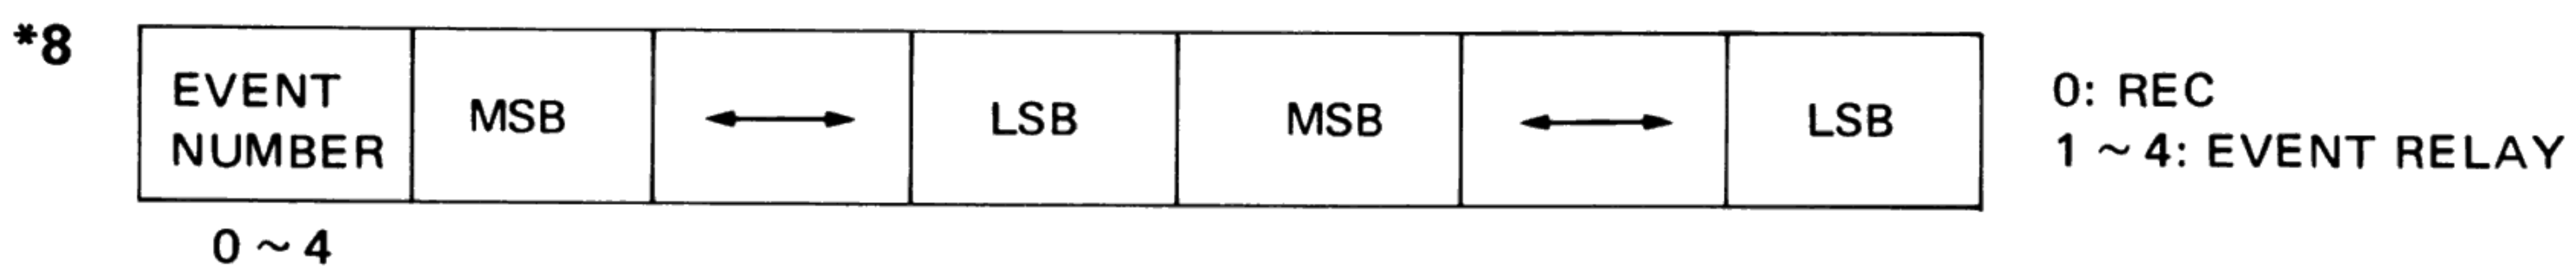 *8
EVENT
NUMBER
MSB
LSB
MSB
LSB
0 ~ 4
0: REC
1 ~ 4: EVENT RELAY